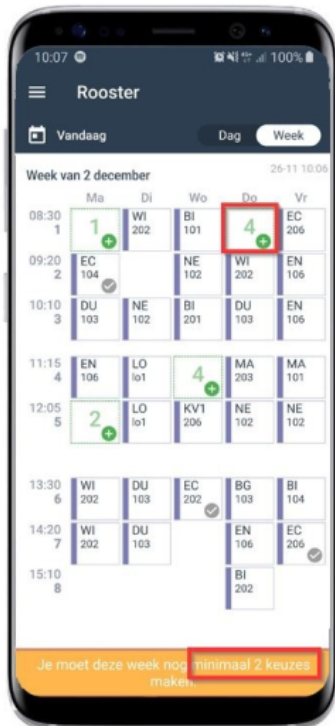 10:07 100%
Rooster
Vandaag Dag Week
Week van 2 december 26-11 10:06
Ma Di Wo Do Vr
08:30 1 WI BI 4 EC
1 202 101 206
09:20 EC NE WI EN
2 104 102 202 106
10:10 DU NE BI DU EN
3 103 102 201 103 106
11:15 EN LO 4 MA MA
4 106 lo1 203 101
12:05 2 LO KV1 NE NE
5 lo1 206 102 102
13:30 WI DU EC BG BI
6 202 103 202 103 104
14:20 WI DU EN EC
7 202 103 106 206
15:10 BI
8 202
Je moet deze week nog minimaal 2 keuzes
maken.